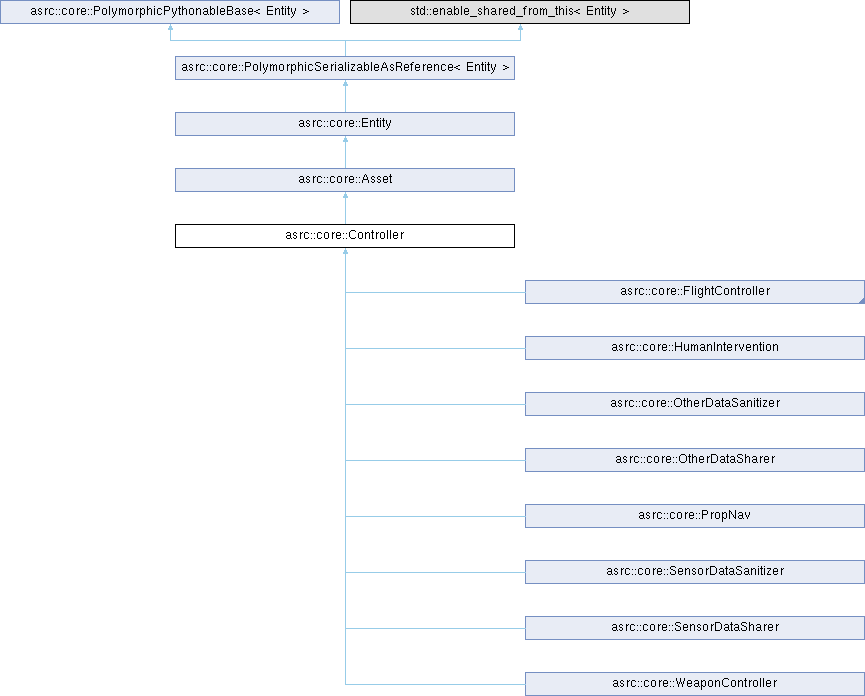 asrc::core::PolymorphicPythonableBase< Entity >
std::enable_shared_from_this< Entity >
asrc::core::PolymorphicSerializableAsReference< Entity >
asrc::core::Entity
asrc::core::Asset
asrc::core::Controller
asrc::core::FlightController
asrc::core::HumanIntervention
asrc::core::OtherDataSanitizer
asrc::core::OtherDataSharer
asrc::core::PropNav
asrc::core::SensorDataSanitizer
asrc::core::SensorDataSharer
asrc::core::WeaponController